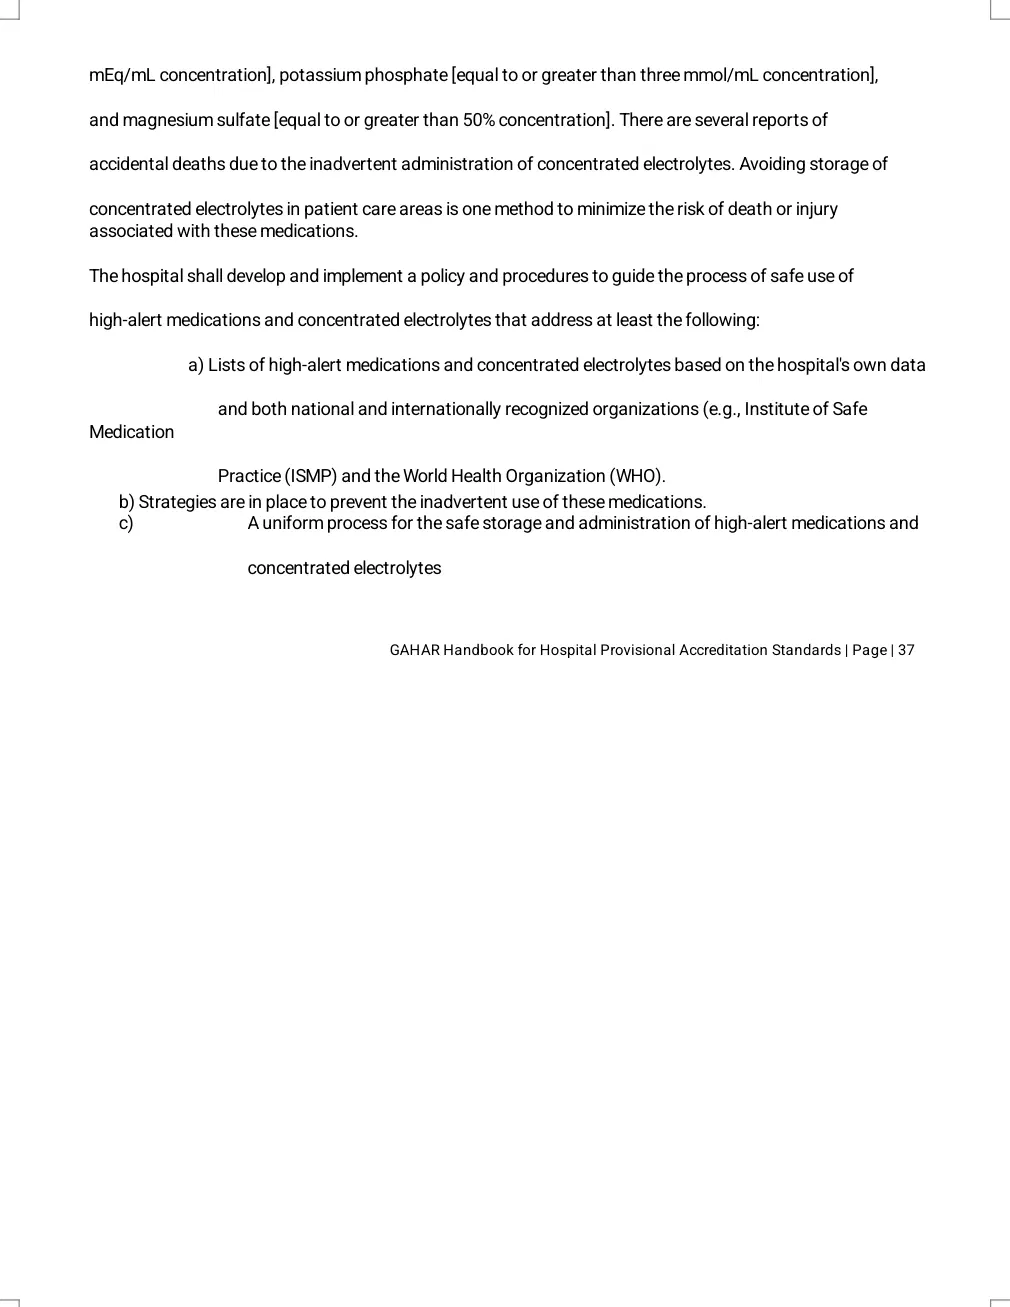 mEq/mL concentration], potassium phosphate [equal to or greater than three mmol/mL concentration],
and magnesium sulfate [equal to or greater than 50% concentration]. There are several reports of
accidental deaths due to the inadvertent administration of concentrated electrolytes. Avoiding storage of
concentrated electrolytes in patient care areas is one method to minimize the risk of death or injury
associated with these medications.
The hospital shall develop and implement a policy and procedures to guide the process of safe use of
high-alert medications and concentrated electrolytes that address at least the following:
a) Lists of high-alert medications and concentrated electrolytes based on the hospital's own data
and both national and internationally recognized organizations (e.g., Institute of Safe
Medication
Practice (ISMP) and the World Health Organization (WHO).
b) Strategies are in place to prevent the inadvertent use of these medications.
c) A uniform process for the safe storage and administration of high-alert medications and
concentrated electrolytes
GAHAR Handbook for Hospital Provisional Accreditation Standards | Page | 37